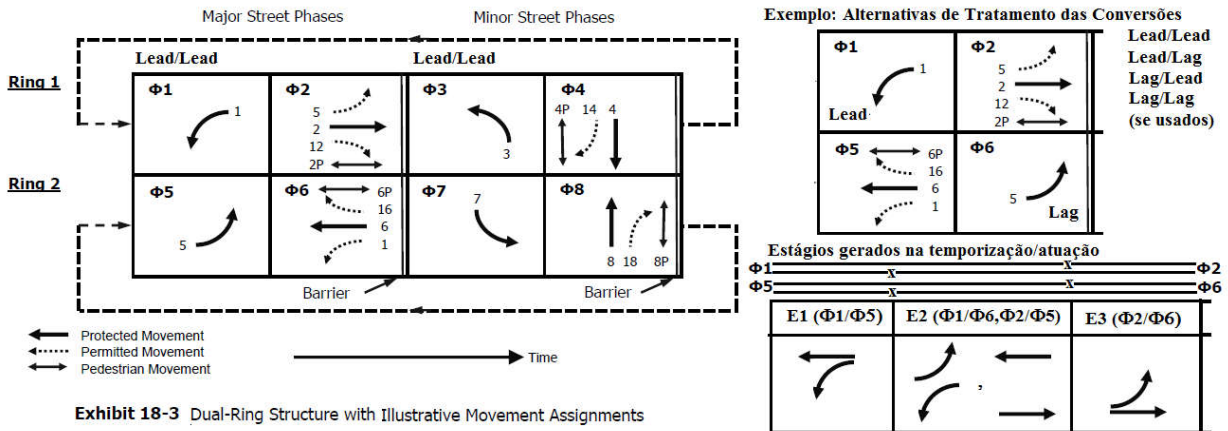 Major Street Phases
Minor Street Phases
Lead/Lead
Lead/Lead
Ring 1
Φ1
1
Φ2
5
2
12
2P
Φ3
3
Φ4
4P 14 4
Ring 2
Φ5
5
Φ6
6P
16
6
1
Φ7
7
Φ8
8 18 8P
Barrier
Barrier
Protected Movement
Permitted Movement
Pedestrian Movement
Time
Exhibit 18-3 Dual-Ring Structure with Illustrative Movement Assignments
Exemplo: Alternativas de Tratamento das Conversões
Φ1
1
Lead
Φ2
5
2
12
2P
Lead/Lead
Lead/Lag
Lag/Lead
Lag/Lag
(se usados)
Φ5
6P
16
6
1
Φ6
5
Lag
Estágios gerados na temporização/atuação
Φ1 x x Φ2
Φ5 x x Φ6
E1 (Φ1/Φ5)
E2 (Φ1/Φ6,Φ2/Φ5)
E3 (Φ2/Φ6)
,